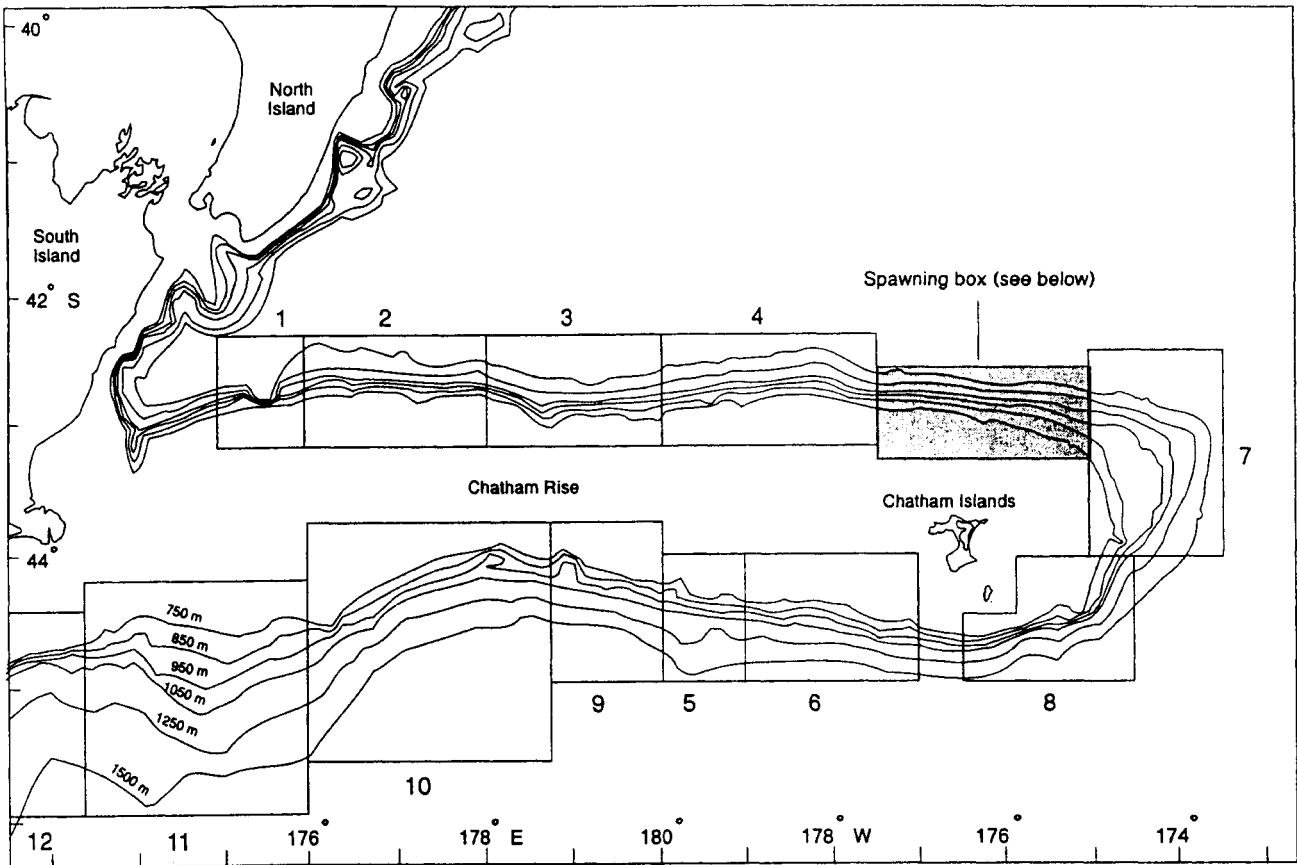 40°
North
Island
South
Island
42° S
Spawning box (see below)
1
2
3
4
7
Chatham Rise
Chatham Islands
44°
750 m
850 m
950 m
1050 m
1250 m
1500 m
9
5
6
8
10
12
11
176°
178° E
180°
178° W
176°
174°